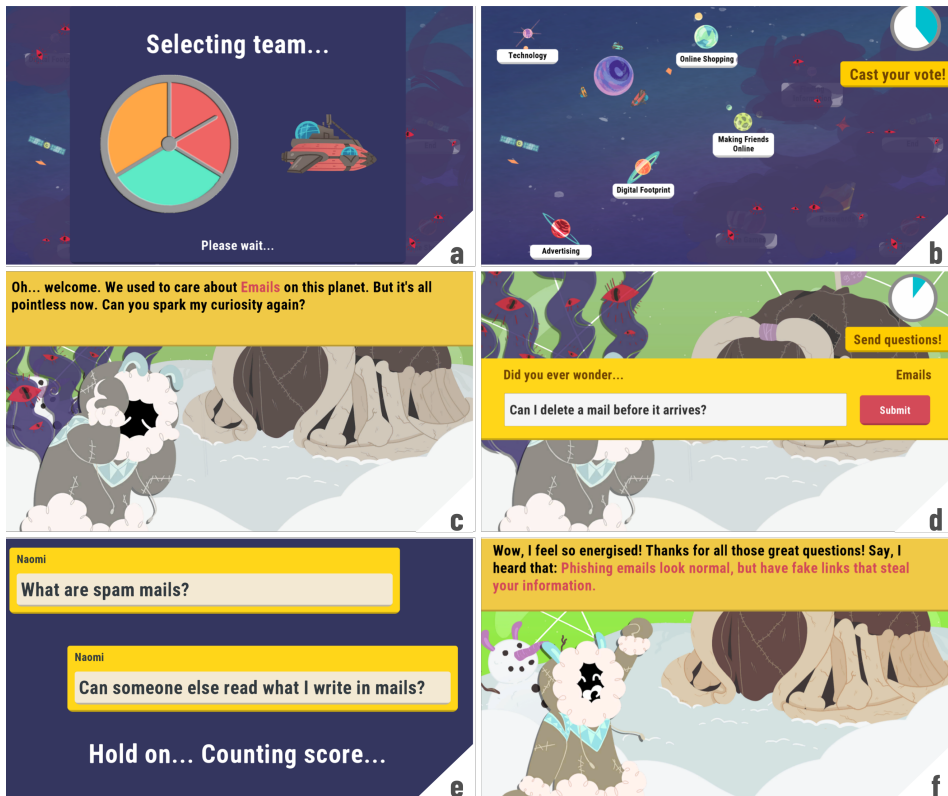 Selecting team...
Please wait...
a
Technology
Online Shopping
Cast your vote!
Making Friends
Online
Digital Footprint
Advertising
b
Oh... welcome. We used to care about Emails on this planet. But it's all
pointless now. Can you spark my curiosity again?
c
Send questions!
Did you ever wonder...
Emails
Can I delete a mail before it arrives?
Submit
d
Naomi
What are spam mails?
Naomi
Can someone else read what I write in mails?
Hold on... Counting score...
e
Wow, I feel so energised! Thanks for all those great questions! Say, I
heard that: Phishing emails look normal, but have fake links that steal
your information.
f